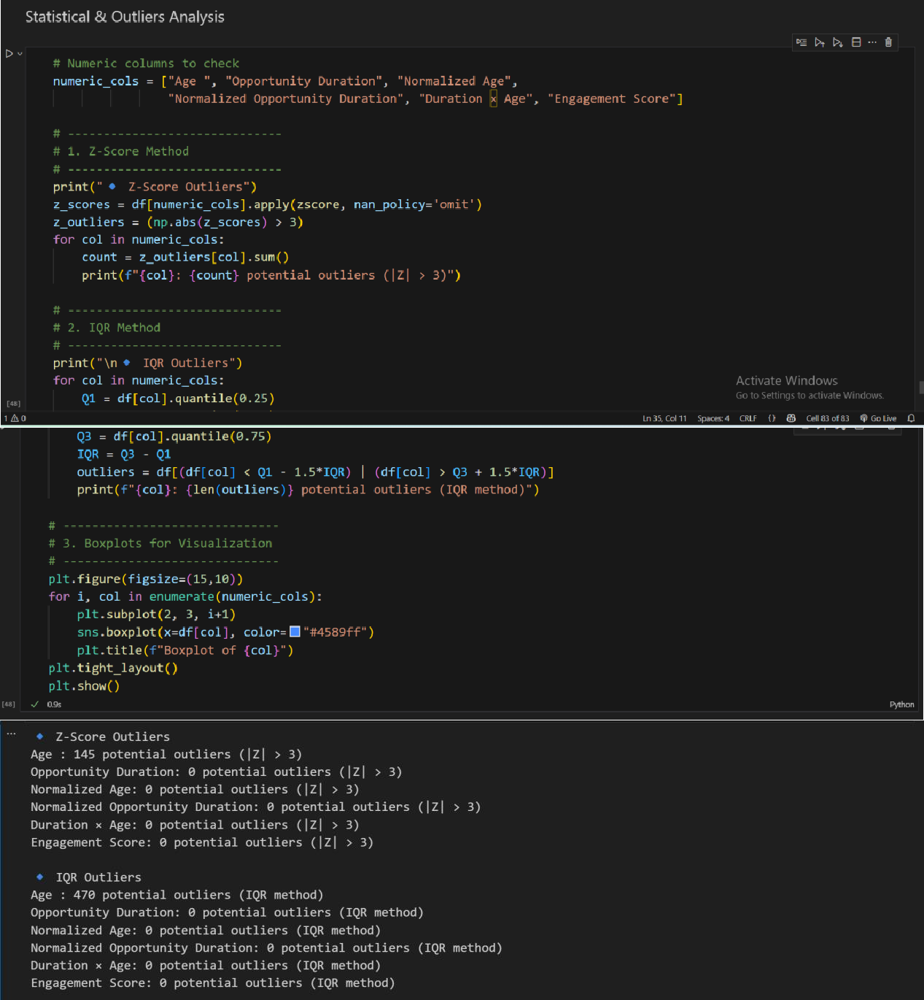 Statistical & Outliers Analysis
# Numeric columns to check
numeric_cols = ["Age ", "Opportunity Duration", "Normalized Age",
"Normalized Opportunity Duration", "Duration × Age", "Engagement Score"]
# ------------------------------
# 1. Z-Score Method
# ------------------------------
print("🔹 Z-Score Outliers")
z_scores = df[numeric_cols].apply(zscore, nan_policy='omit')
z_outliers = (np.abs(z_scores) > 3)
for col in numeric_cols:
    count = z_outliers[col].sum()
    print(f"{col}: {count} potential outliers (|Z| > 3)")
# ------------------------------
# 2. IQR Method
# ------------------------------
print("\n🔹 IQR Outliers")
for col in numeric_cols:
    Q1 = df[col].quantile(0.25)
[48]
Activate Windows
Go to Settings to activate Windows.
1 ⚠ 0
Ln 35, Col 11 Spaces: 4 CRLF {} Cell 83 of 83 Go Live
    Q3 = df[col].quantile(0.75)
    IQR = Q3 - Q1
    outliers = df[(df[col] < Q1 - 1.5*IQR) | (df[col] > Q3 + 1.5*IQR)]
    print(f"{col}: {len(outliers)} potential outliers (IQR method)")
# ------------------------------
# 3. Boxplots for Visualization
# ------------------------------
plt.figure(figsize=(15,10))
for i, col in enumerate(numeric_cols):
    plt.subplot(2, 3, i+1)
    sns.boxplot(x=df[col], color="#4589ff")
    plt.title(f"Boxplot of {col}")
plt.tight_layout()
plt.show()
[48] ✓ 0.9s Python
... 🔹 Z-Score Outliers
Age : 145 potential outliers (|Z| > 3)
Opportunity Duration: 0 potential outliers (|Z| > 3)
Normalized Age: 0 potential outliers (|Z| > 3)
Normalized Opportunity Duration: 0 potential outliers (|Z| > 3)
Duration × Age: 0 potential outliers (|Z| > 3)
Engagement Score: 0 potential outliers (|Z| > 3)
🔹 IQR Outliers
Age : 470 potential outliers (IQR method)
Opportunity Duration: 0 potential outliers (IQR method)
Normalized Age: 0 potential outliers (IQR method)
Normalized Opportunity Duration: 0 potential outliers (IQR method)
Duration × Age: 0 potential outliers (IQR method)
Engagement Score: 0 potential outliers (IQR method)